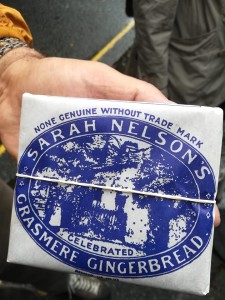 NONE GENUINE WITHOUT TRADE MARK
SARAH NELSON'S
CELEBRATED
GRASMERE GINGERBREAD